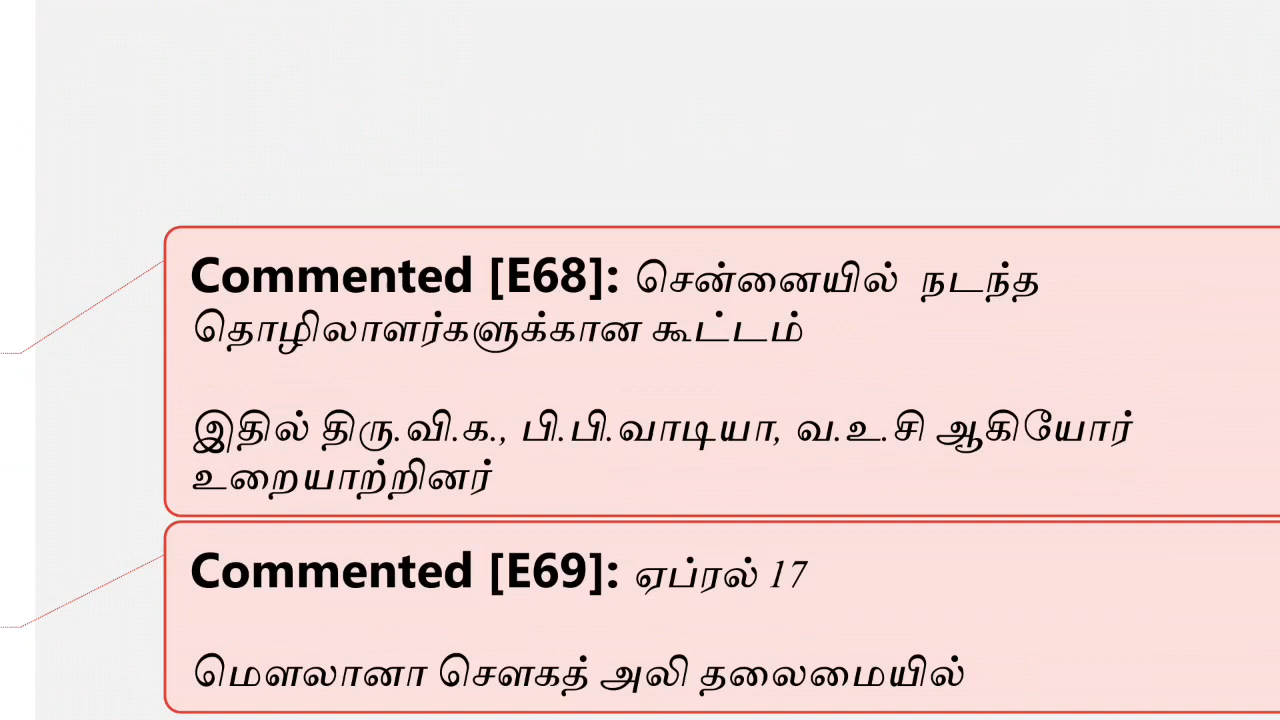 Commented [E68]: சென்னையில் நடந்த
தொழிலாளர்களுக்கான கூட்டம்
இதில் திரு.வி.க., பி.பி.வாடியா, வ.உ.சி ஆகியோர்
உறையாற்றினர்
Commented [E69]: ஏப்ரல் 17
மௌலானா சௌகத் அலி தலைமையில்